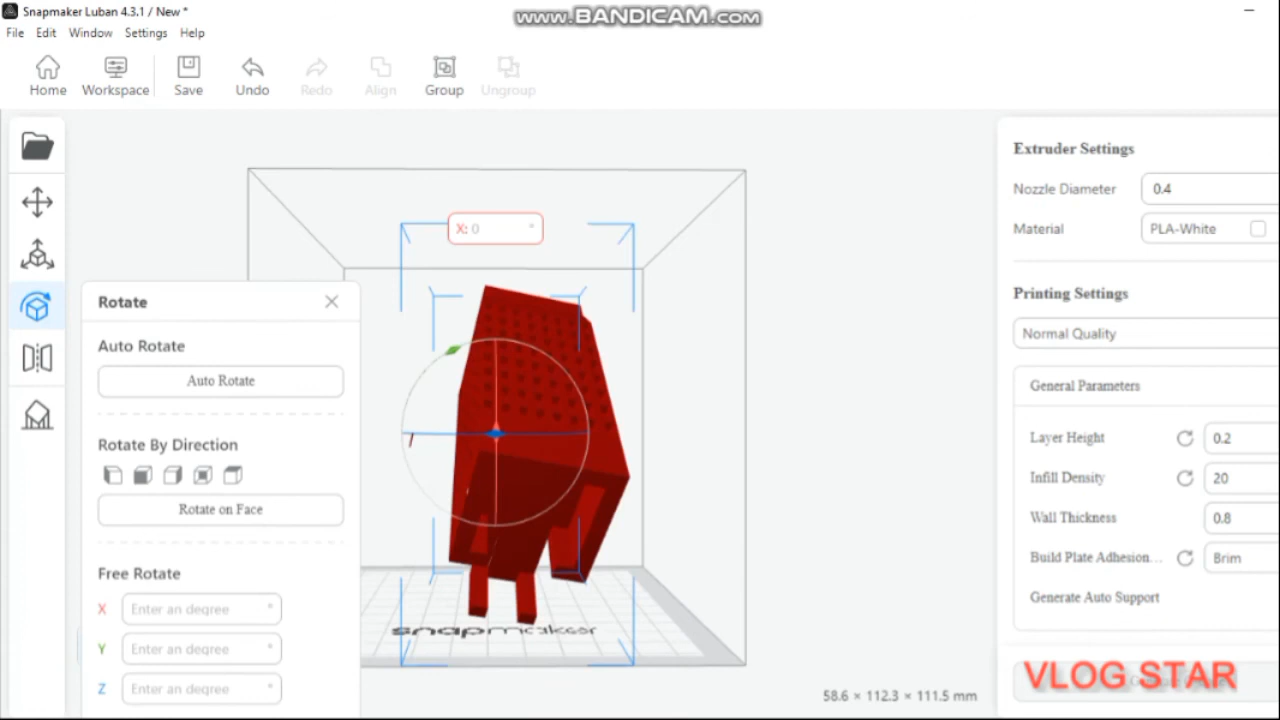 Snapmaker Luban 4.3.1 / New *
www.BANDICAM.com
File Edit Window Settings Help
Home Workspace Save Undo Redo Align Group Ungroup
Extruder Settings
Nozzle Diameter 0.4
Material PLA-White
X: 0 °
Printing Settings
Normal Quality
General Parameters
Layer Height 0.2
Infill Density 20
Wall Thickness 0.8
Build Plate Adhesion... Brim
Generate Auto Support
Rotate
Auto Rotate
Auto Rotate
Rotate By Direction
Rotate on Face
Free Rotate
X Enter an degree °
Y Enter an degree °
Z Enter an degree °
snapmaker
58.6 × 112.3 × 111.5 mm
VLOG STAR